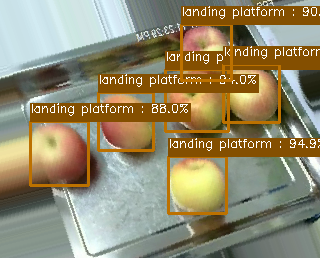 landing platform : 90.
landing p
landing platform
landing platform : 94.0%
landing platform : 88.0%
landing platform : 94.9%